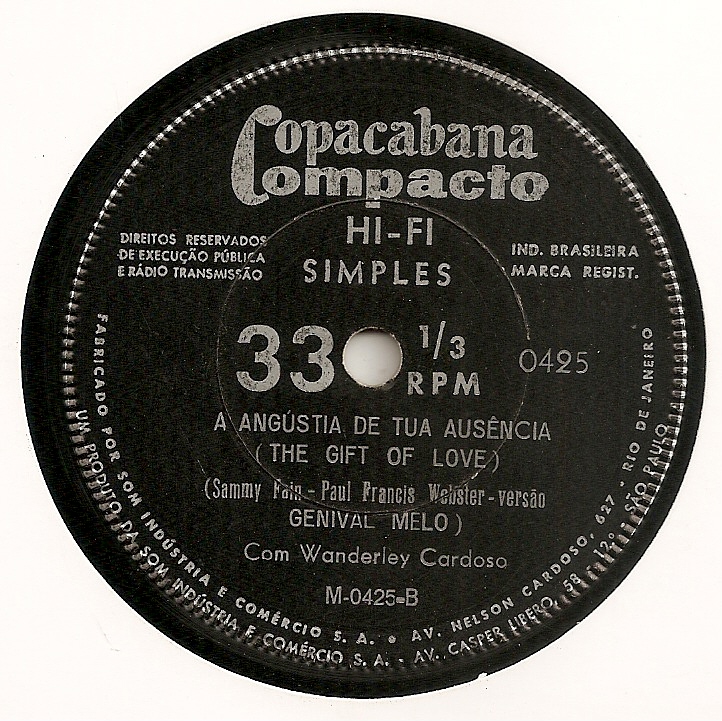 Copacabana
Compacto
HI-FI
SIMPLES
DIREITOS RESERVADOS
DE EXECUÇÃO PÚBLICA
E RÁDIO TRANSMISSÃO
IND. BRASILEIRA
MARCA REGIST.
33 1/3
RPM
0425
A ANGÚSTIA DE TUA AUSÊNCIA
(THE GIFT OF LOVE)
(Sammy Fain - Paul Francis Webster - versão
GENIVAL MELO)
Com Wanderley Cardoso
M-0425-B
FABRICADO POR SOM INDÚSTRIA E COMÉRCIO S. A. • AV. NELSON CARDOSO, 627 - RIO DE JANEIRO
UM PRODUTO DA SOM INDÚSTRIA E COMÉRCIO S. A. - AV. CASPER LIBERO, 58 - 12º - SÃO PAULO